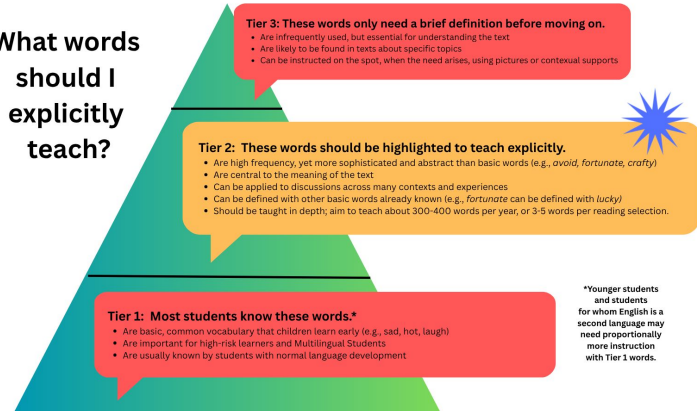 What words
should I
explicitly
teach?
Tier 3: These words only need a brief definition before moving on.
• Are infrequently used, but essential for understanding the text
• Are likely to be found in texts about specific topics
• Can be instructed on the spot, when the need arises, using pictures or contexual supports
Tier 2: These words should be highlighted to teach explicitly.
• Are high frequency, yet more sophisticated and abstract than basic words (e.g., avoid, fortunate, crafty)
• Are central to the meaning of the text
• Can be applied to discussions across many contexts and experiences
• Can be defined with other basic words already known (e.g., fortunate can be defined with lucky)
• Should be taught in depth; aim to teach about 300-400 words per year, or 3-5 words per reading selection.
Tier 1: Most students know these words.*
• Are basic, common vocabulary that children learn early (e.g., sad, hot, laugh)
• Are important for high-risk learners and Multilingual Students
• Are usually known by students with normal language development
*Younger students
and students
for whom English is a
second language may
need proportionally
more instruction
with Tier 1 words.